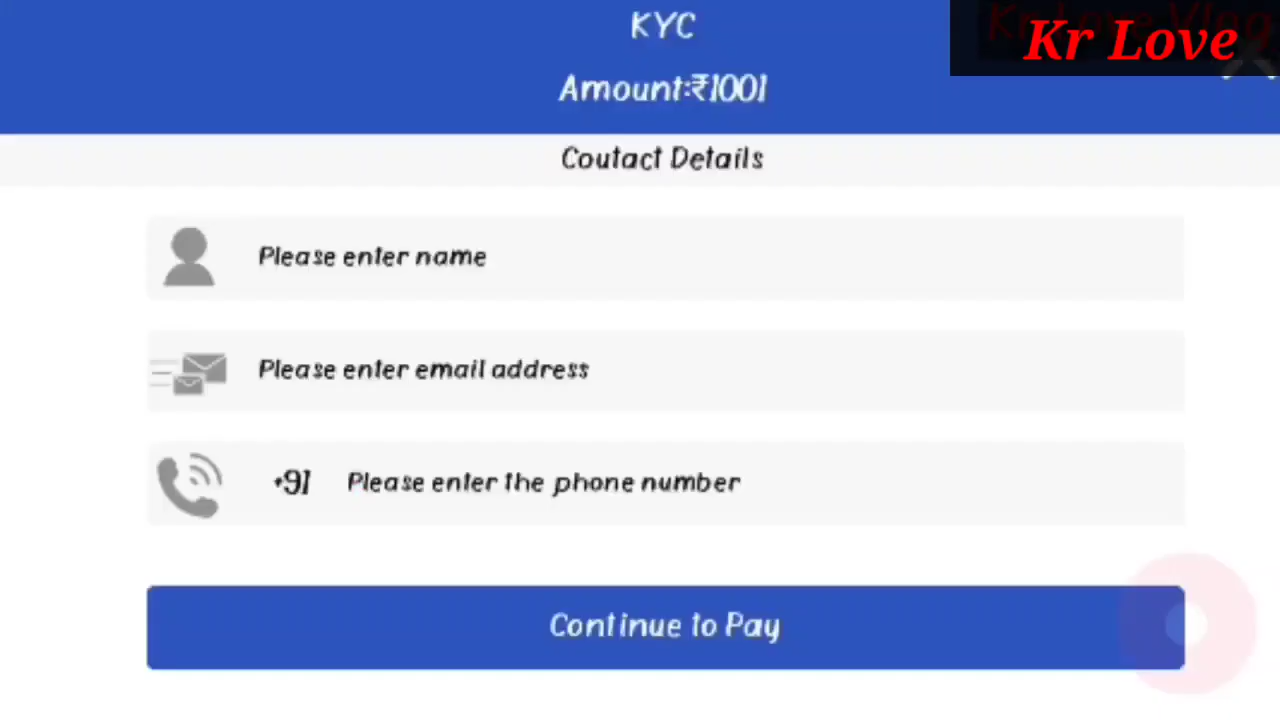 KYC
Kr Love
Amount:₹1001
Coutact Details
Please enter name
Please enter email address
+91 Please enter the phone number
Continue to Pay